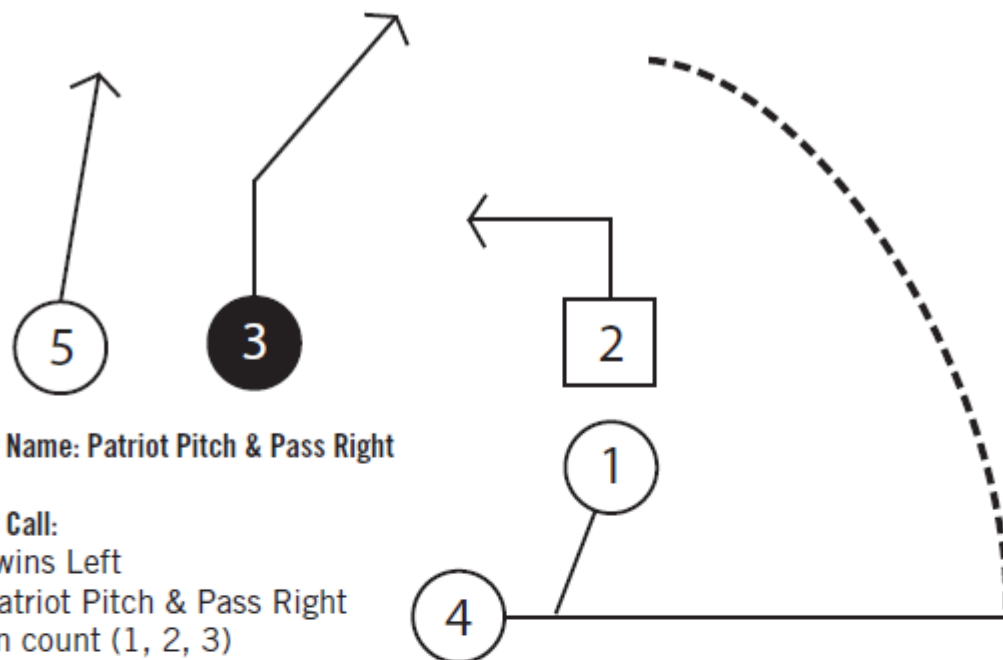 5
3
2
Name: Patriot Pitch & Pass Right
1
Call:
wins Left
atriot Pitch & Pass Right
4
n count (1, 2, 3)